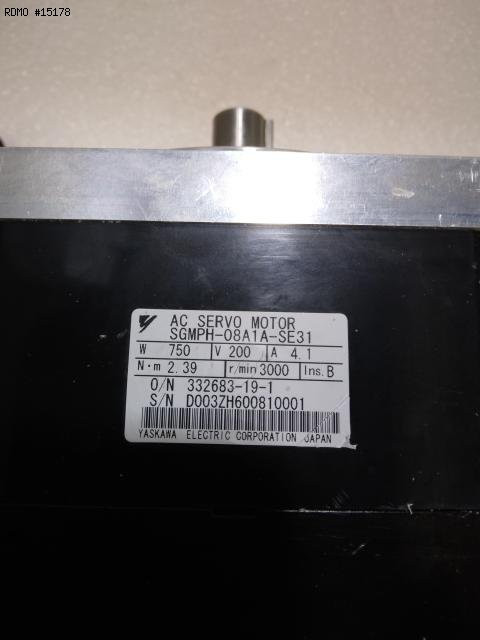 RDMO #15178
AC SERVO MOTOR
SGMPH-08A1A-SE31
W 750 V 200 A 4.1
N·m 2.39 r/min 3000 Ins. B
O/N 332683-19-1
S/N D003ZH600810001
YASKAWA ELECTRIC CORPORATION JAPAN